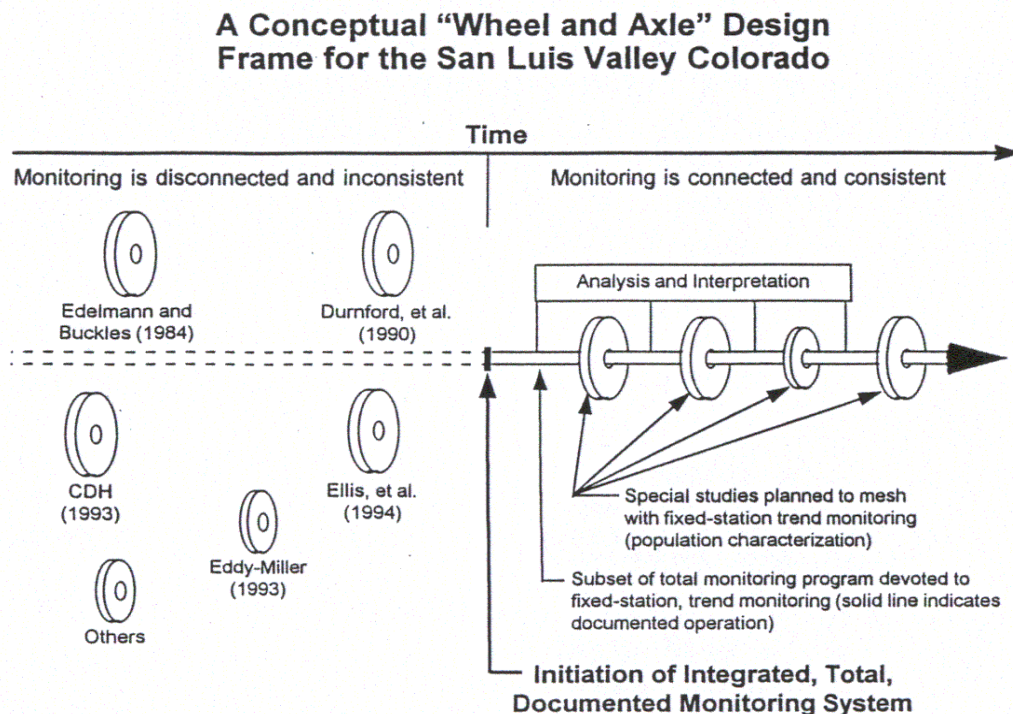 A Conceptual “Wheel and Axle” Design
Frame for the San Luis Valley Colorado
Time
Monitoring is disconnected and inconsistent
Monitoring is connected and consistent
Edelmann and
Buckles (1984)
Durnford, et al.
(1990)
Analysis and Interpretation
CDH
(1993)
Ellis, et al.
(1994)
Eddy-Miller
(1993)
Others
Special studies planned to mesh
with fixed-station trend monitoring
(population characterization)
Subset of total monitoring program devoted to
fixed-station, trend monitoring (solid line indicates
documented operation)
Initiation of Integrated, Total,
Documented Monitoring System